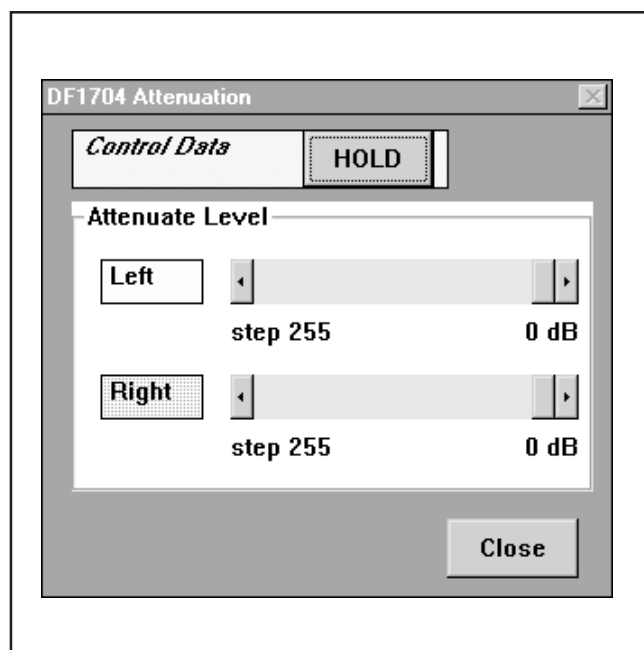 DF1704 Attenuation
Control Data HOLD
Attenuate Level
Left
step 255 0 dB
Right
step 255 0 dB
Close